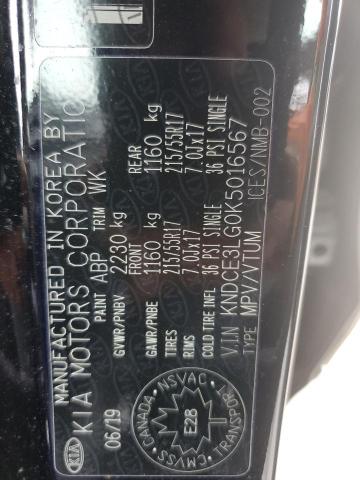 MANUFACTURED IN KOREA BY
KIA MOTORS CORPORATION
KIA
06/19 PAINT ABP TRIM WK
GVWR/PNBV 2230 kg
FRONT REAR
GAWR/PNBE 1160 kg 1160 kg
TIRES 215/55R17 215/55R17
RIMS 7.0JX17 7.0JX17
COLD TIRE INFL 36 PSI SINGLE 36 PSI SINGLE
V.I.N KNDCE3LG0K5016567
TYPE MPV/VTUM ICES/NMB-002
CANADA NSVAC TRANSPORT CMVSS
E28